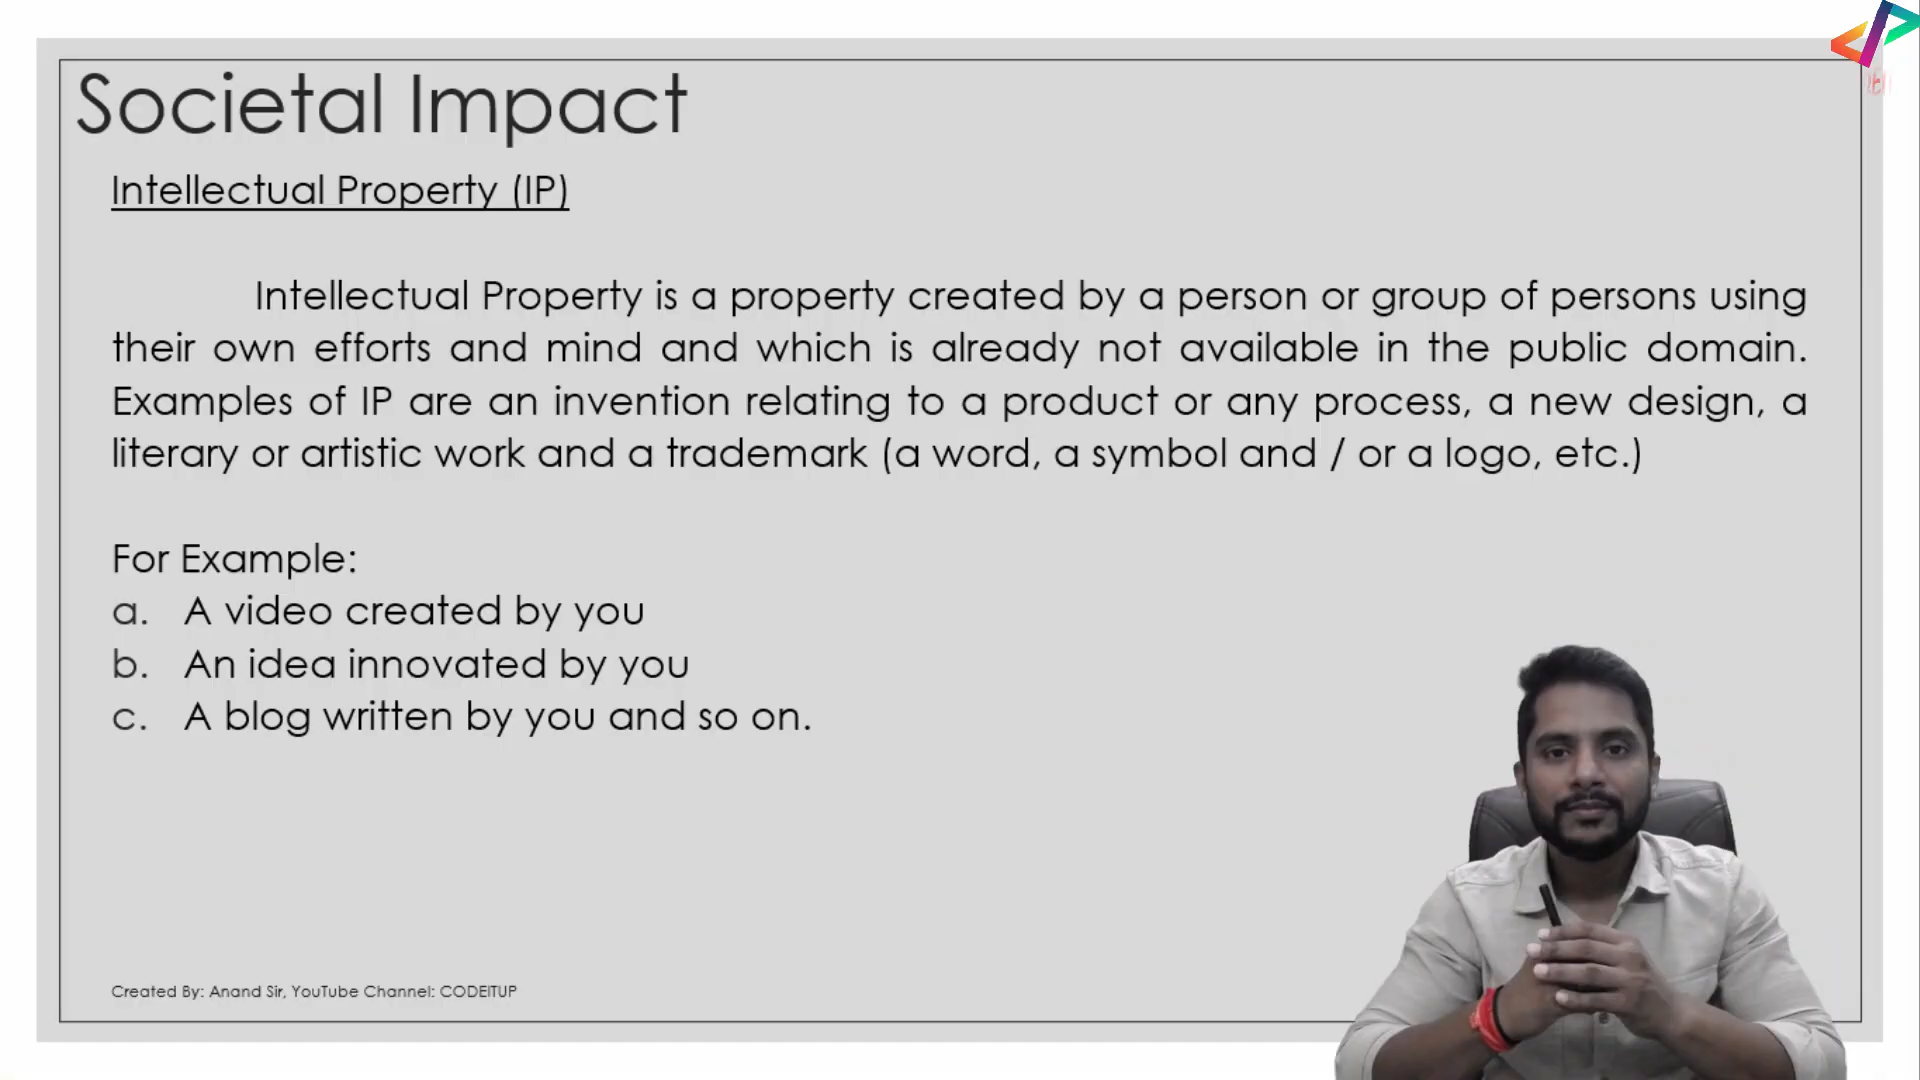 Societal Impact
Intellectual Property (IP)
Intellectual Property is a property created by a person or group of persons using
their own efforts and mind and which is already not available in the public domain.
Examples of IP are an invention relating to a product or any process, a new design, a
literary or artistic work and a trademark (a word, a symbol and / or a logo, etc.)
For Example:
a. A video created by you
b. An idea innovated by you
c. A blog written by you and so on.
Created By: Anand Sir, YouTube Channel: CODEITUP